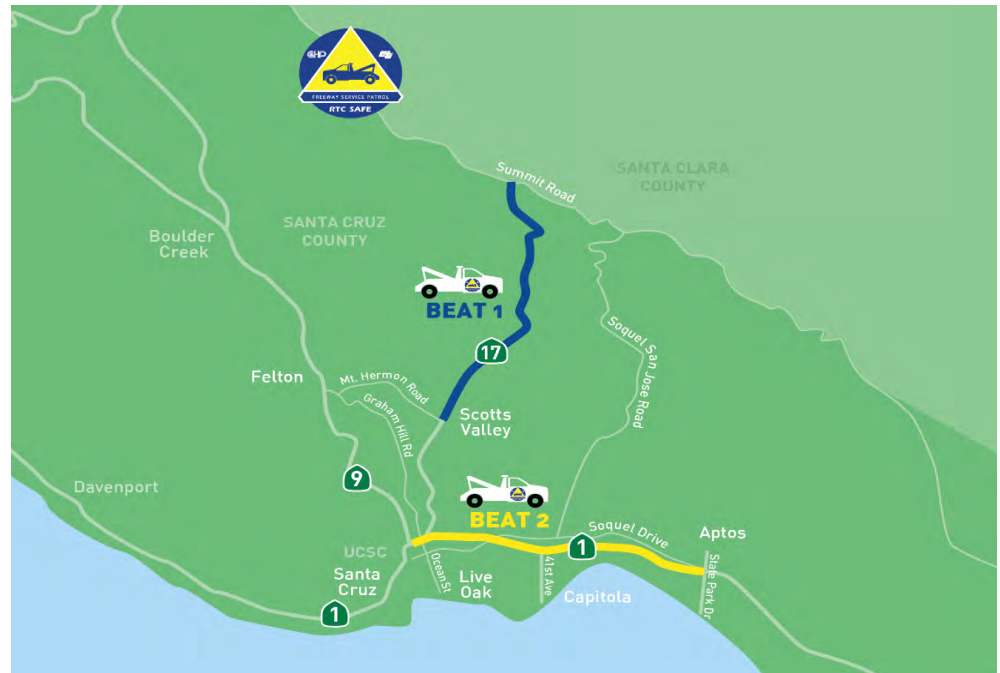 CHP
FREEWAY SERVICE PATROL
RTC SAFE
Summit Road
SANTA CLARA
COUNTY
SANTA CRUZ
COUNTY
Boulder
Creek
BEAT 1
17
Soquel San Jose Road
Felton
Mt. Hermon Road
Graham Hill Rd
Scotts
Valley
9
Davenport
BEAT 2
Soquel Drive
Aptos
1
UCSC
Santa
Cruz
Ocean St
Live
Oak
41st Ave
Capitola
State Park Dr
1